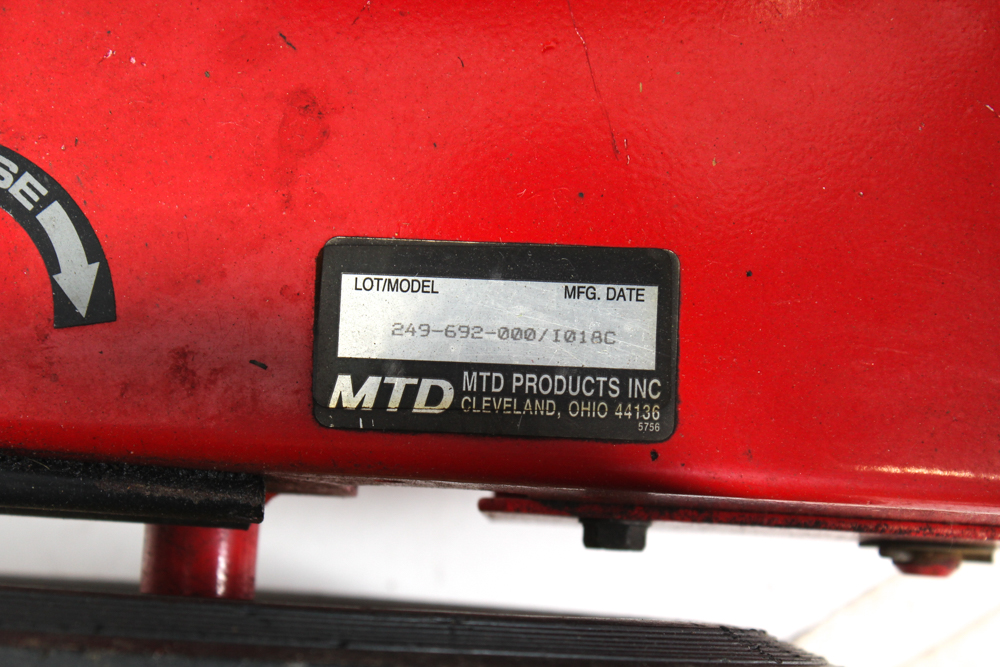 SE
LOT/MODEL MFG. DATE
249-692-000/I018C
MTD MTD PRODUCTS INC
CLEVELAND, OHIO 44136
5756